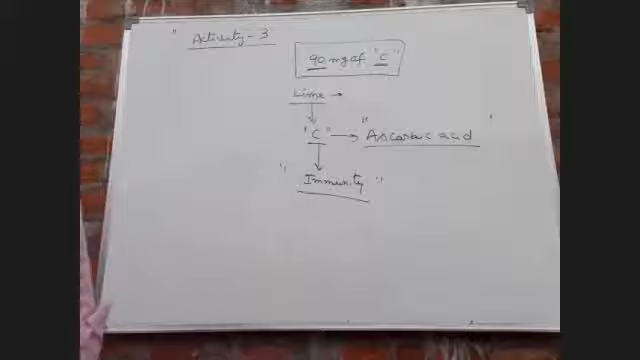 " Activity - 3
90 mg of "C"
Lime →
"C" → "Ascorbic acid"
" Immunity "